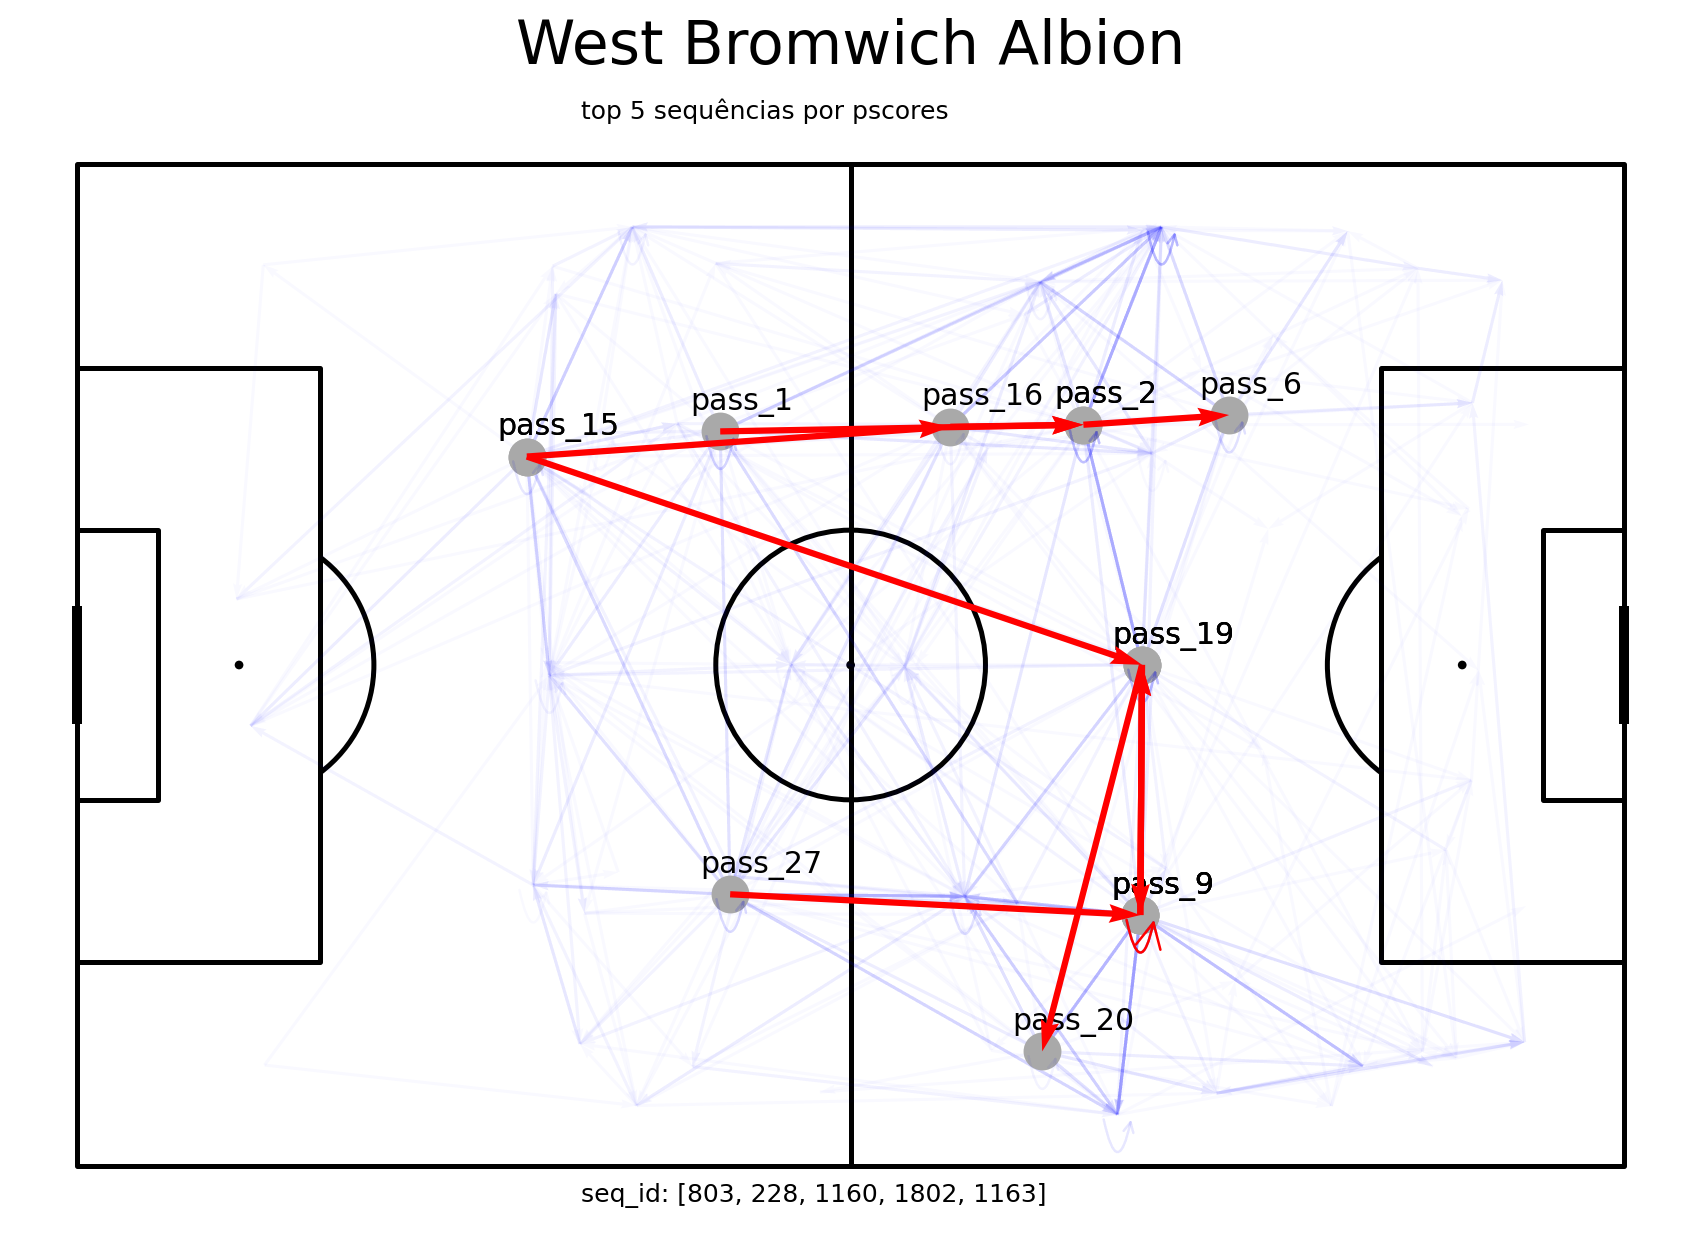 West Bromwich Albion
top 5 sequências por pscores
pass_6
pass_2
pass_16
pass_1
pass_15
pass_19
pass_27
pass_9
pass_20
seq_id: [803, 228, 1160, 1802, 1163]